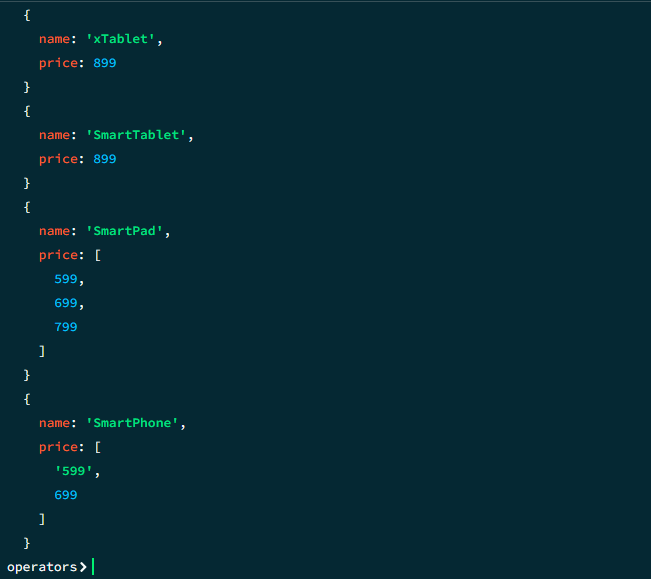 {
name: 'xTablet',
price: 899
}
{
name: 'SmartTablet',
price: 899
}
{
name: 'SmartPad',
price: [
599,
699,
799
]
}
{
name: 'SmartPhone',
price: [
'599',
699
]
}
operators>